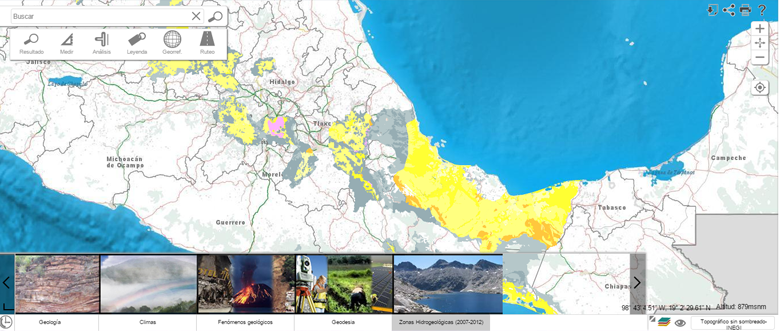 Buscar
Resultado Medir Análisis Leyenda Georref. Ruteo
Jalisco
Hidalgo
Tlaxc
Michoacán
de Ocampo
Morel
Guerrero
Campeche
Tabasco
Chiapas
98° 43' 4.51" W, 19° 2' 29.61" N Altitud: 879msnm
Geología Climas Fenómenos geológicos Geodesia Zonas Hidrogeológicas (2007-2012)
Topográfico sin sombreado-
INEGI